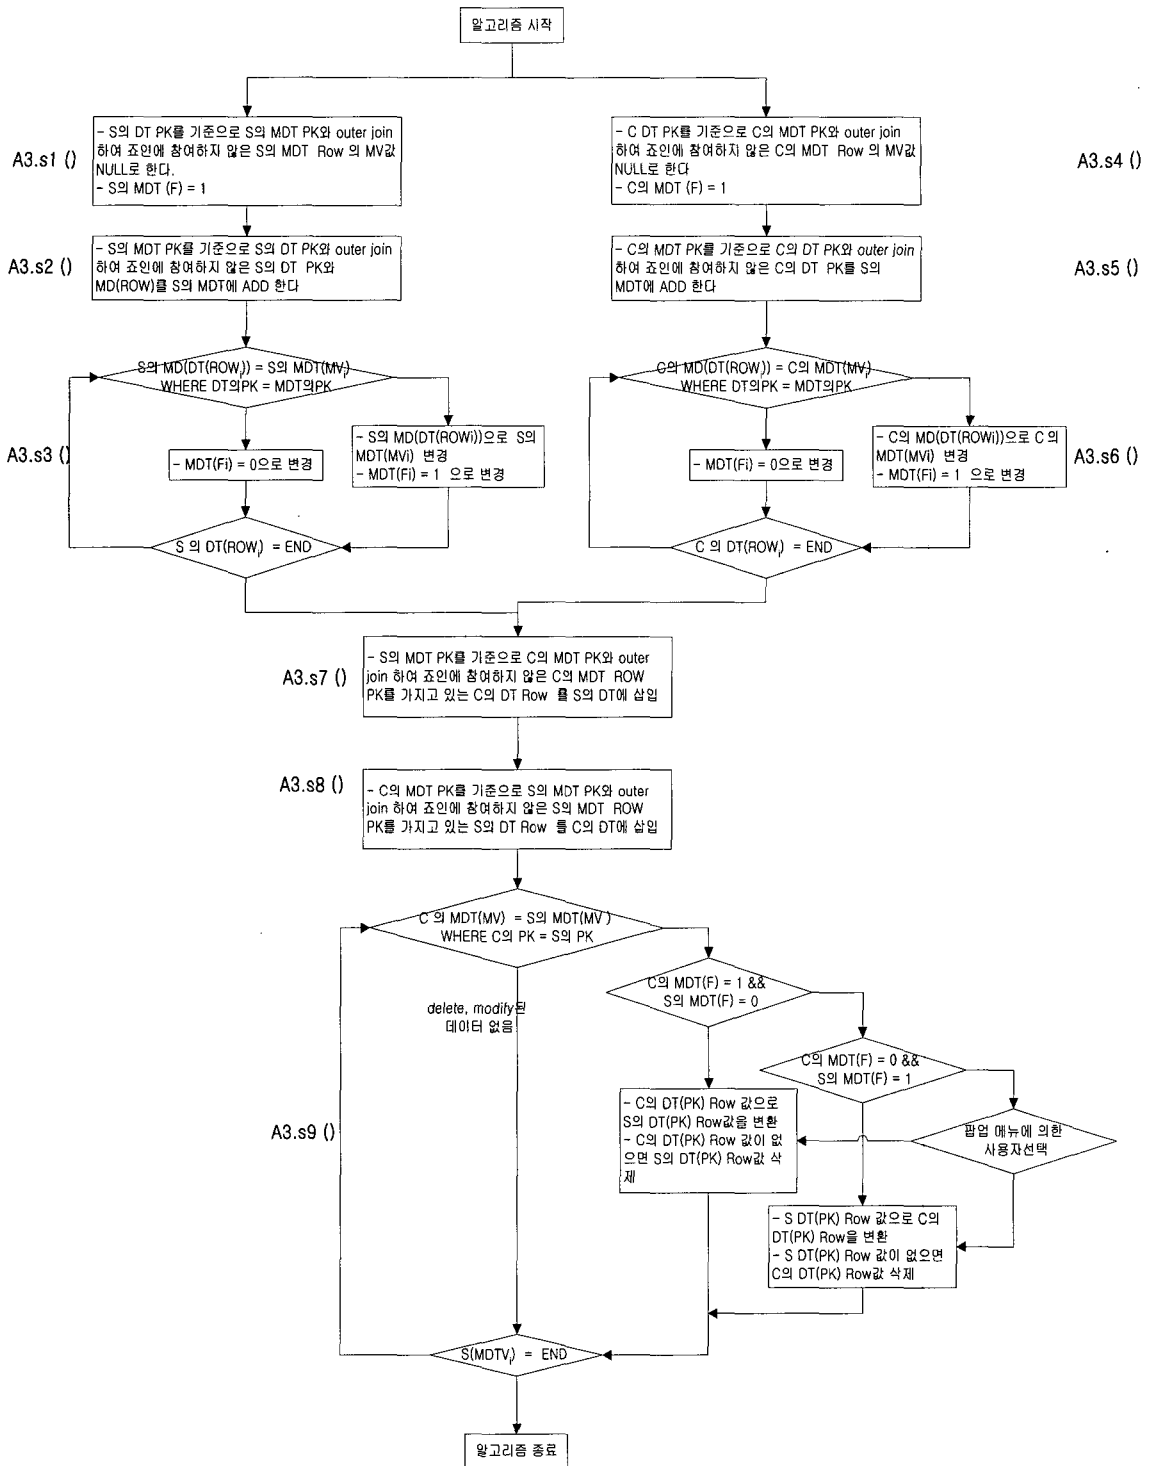 알고리즘 시작
A3.s1 ()
- S의 DT PK를 기준으로 S의 MDT PK와 outer join
하여 죠인에 참여하지 않은 S의 MDT Row 의 MV값
NULL로 한다.
- S의 MDT (F) = 1
- C DT PK를 기준으로 C의 MDT PK와 outer join
하여 죠인에 참여하지 않은 C의 MDT Row 의 MV값
NULL로 한다
- C의 MDT (F) = 1
A3.s4 ()
A3.s2 ()
- S의 MDT PK를 기준으로 S의 DT PK와 outer join
하여 죠인에 참여하지 않은 S의 DT PK와
MD(ROW)를 S의 MDT에 ADD 한다
- C의 MDT PK를 기준으로 C의 DT PK와 outer join
하여 죠인에 참여하지 않은 C의 DT PK를 S의
MDT에 ADD 한다
A3.s5 ()
S의 MD(DT(ROWi)) = S의 MDT(MVi)
WHERE DT의PK = MDT의PK
C의 MD(DT(ROWi)) = C의 MDT(MVi)
WHERE DT의PK = MDT의PK
A3.s3 ()
- MDT(Fi) = 0으로 변경
- S의 MD(DT(ROWi))으로 S의
MDT(MVi) 변경
- MDT(Fi) = 1 으로 변경
- MDT(Fi) = 0으로 변경
- C의 MD(DT(ROWi))으로 C의
MDT(MVi) 변경
- MDT(Fi) = 1 으로 변경
A3.s6 ()
S 의 DT(ROWi) = END
C 의 DT(ROWi) = END
A3.s7 ()
- S의 MDT PK를 기준으로 C의 MDT PK와 outer
join 하여 죠인에 참여하지 않은 C의 MDT ROW
PK를 가지고 있는 C의 DT Row 를 S의 DT에 삽입
A3.s8 ()
- C의 MDT PK를 기준으로 S의 MDT PK와 outer
join 하여 죠인에 참여하지 않은 S의 MDT ROW
PK를 가지고 있는 S의 DT Row 를 C의 DT에 삽입
C 의 MDT(MV) = S의 MDT(MV )
WHERE C의 PK = S의 PK
C의 MDT(F) = 1 &&
S의 MDT(F) = 0
delete, modify된
데이터 없음
C의 MDT(F) = 0 &&
S의 MDT(F) = 1
A3.s9 ()
- C의 DT(PK) Row 값으로
S의 DT(PK) Row값을 변환
- C의 DT(PK) Row 값이 없
으면 S의 DT(PK) Row값 삭
제
팝업 메뉴에 의한
사용자선택
- S DT(PK) Row 값으로 C의
DT(PK) Row을 변환
- S DT(PK) Row 값이 없으면
C의 DT(PK) Row값 삭제
S(MDTVi) = END
알고리즘 종료